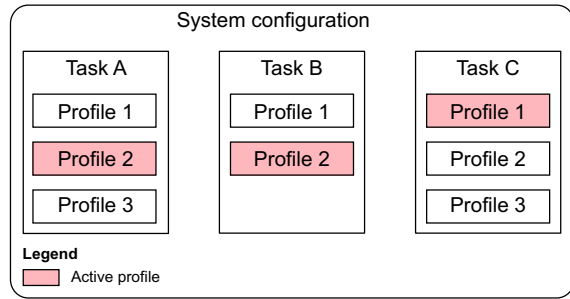 System configuration
Task A
Profile 1
Profile 2
Profile 3
Task B
Profile 1
Profile 2
Task C
Profile 1
Profile 2
Profile 3
Legend
Active profile